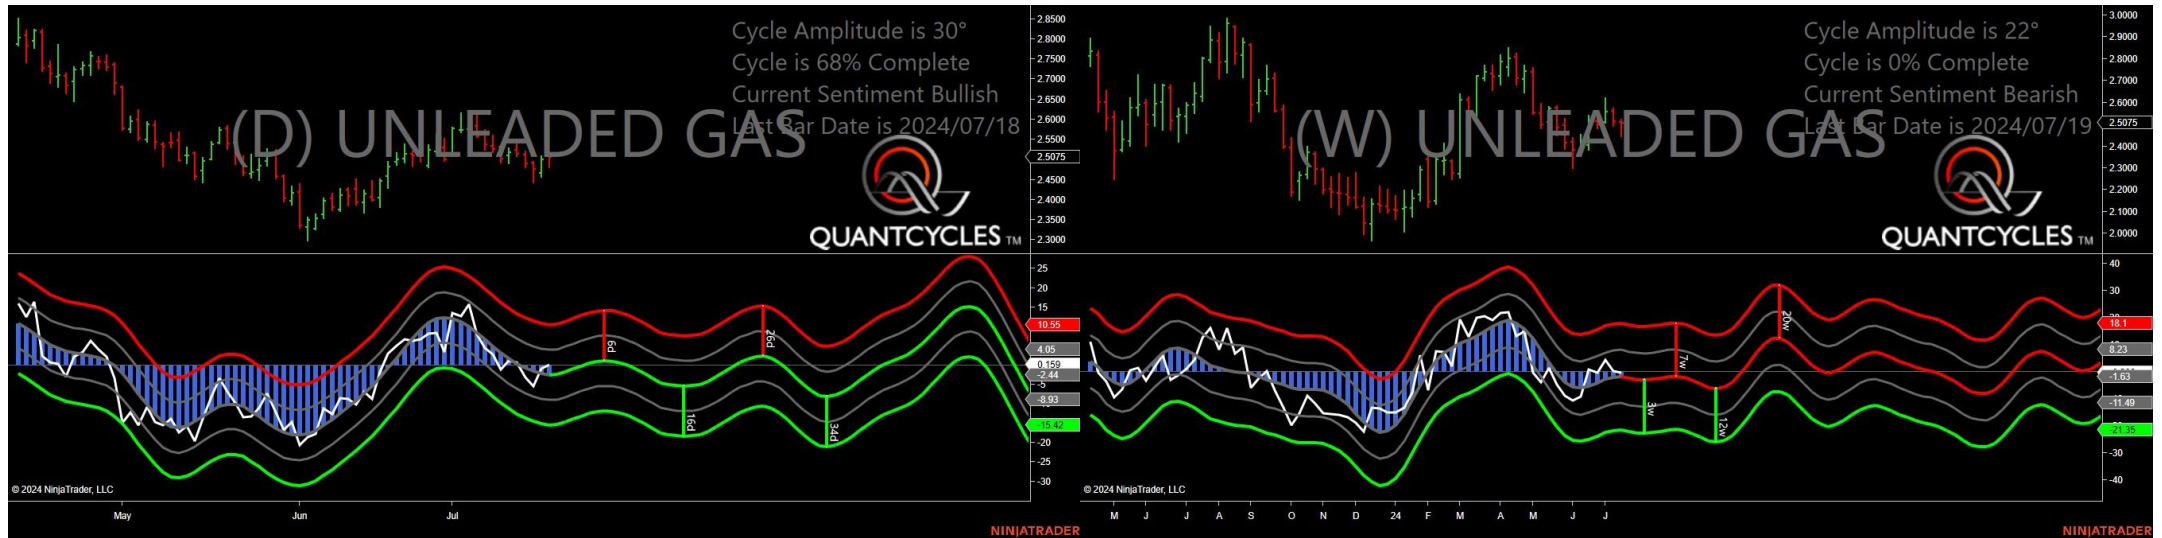 Cycle Amplitude is 30°
Cycle is 68% Complete
Current Sentiment Bullish
Last Bar Date is 2024/07/18
(D) UNLEADED GAS
QUANTCYCLES TM
2.8500
2.8000
2.7500
2.7000
2.6500
2.6000
2.5500
2.5075
2.4500
2.4000
2.3500
2.3000
25
20
15
10.55
4.05
0.159
-2.44
-5
-8.93
-15.42
-20
-25
-30
6d
26d
16d
34d
© 2024 NinjaTrader, LLC
May Jun Jul
NINJATRADER
Cycle Amplitude is 22°
Cycle is 0% Complete
Current Sentiment Bearish
Last Bar Date is 2024/07/19
(W) UNLEADED GAS
QUANTCYCLES TM
3.0000
2.9000
2.8000
2.7000
2.6000
2.5075
2.4000
2.3000
2.2000
2.1000
2.0000
40
30
18.1
8.23
-1.63
-11.49
-21.35
-30
-40
7w
20w
3w
12w
© 2024 NinjaTrader, LLC
M J J A S O N D 24 F M A M J J
NINJATRADER